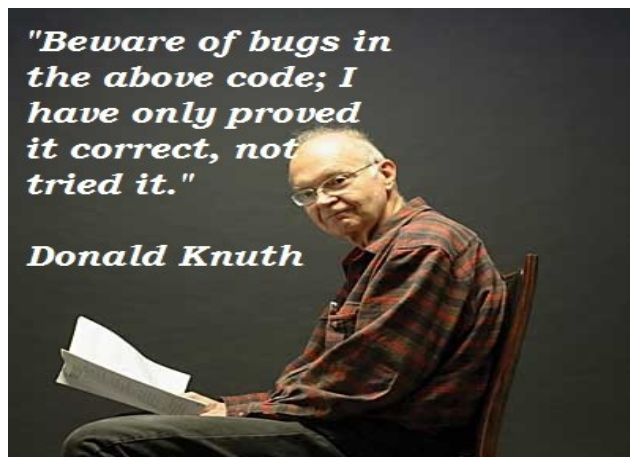 "Beware of bugs in
the above code; I
have only proved
it correct, not
tried it."
Donald Knuth